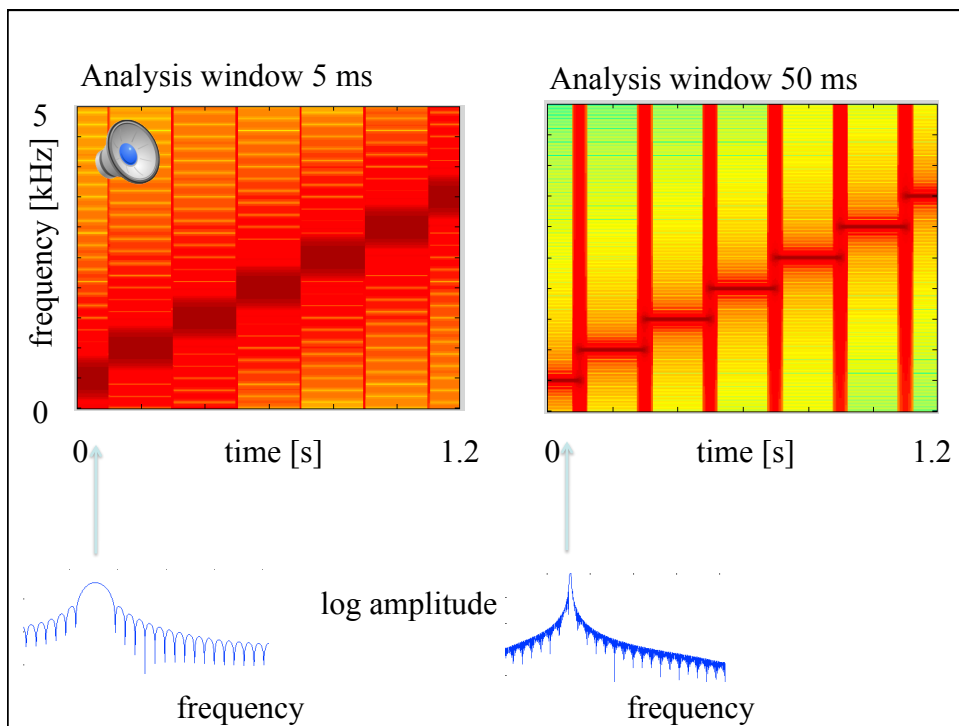 Analysis window 5 ms
Analysis window 50 ms
5
frequency [kHz]
0
0 time [s] 1.2
0 time [s] 1.2
log amplitude
frequency
frequency